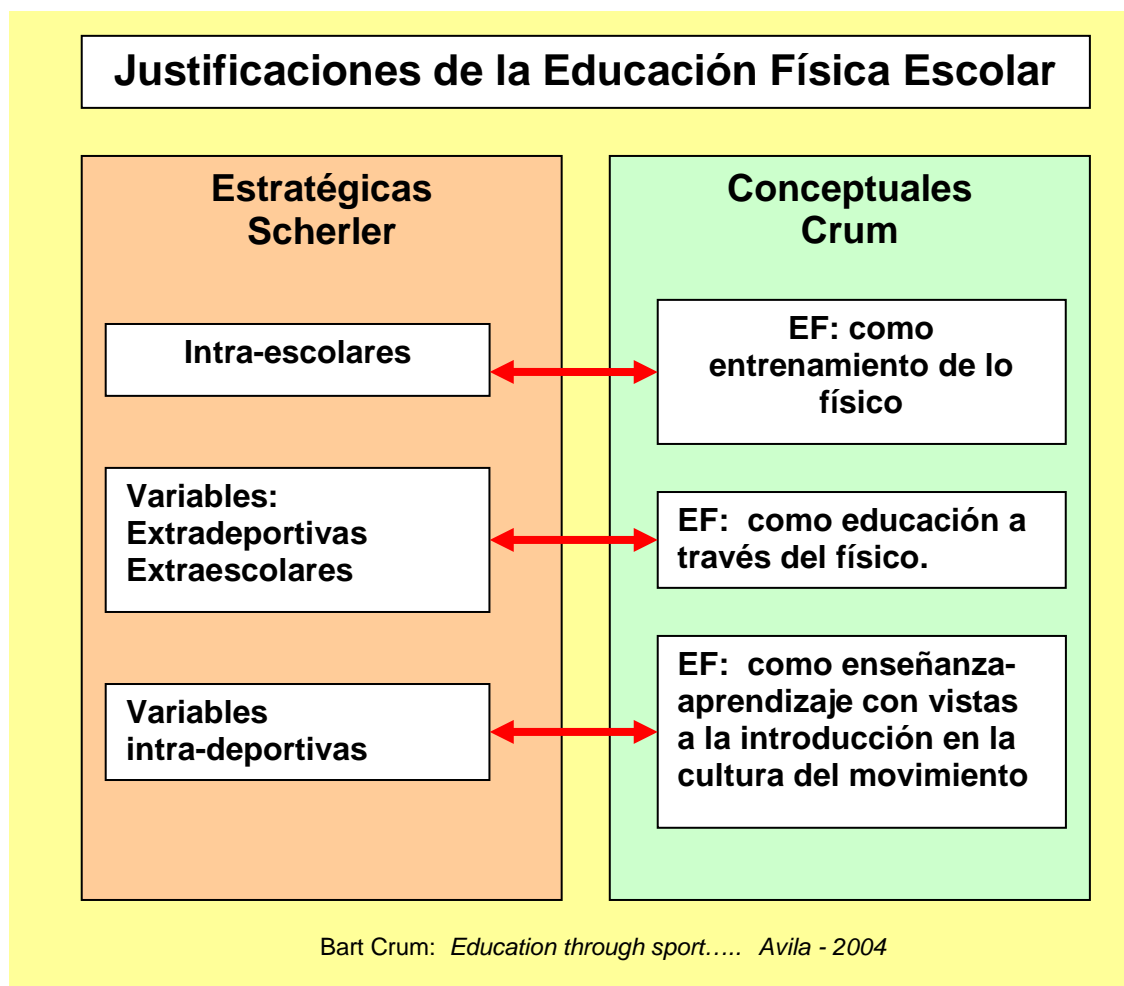 Justificaciones de la Educación Física Escolar
Estratégicas
Scherler
Intra-escolares
Variables:
Extradeportivas
Extraescolares
Variables
intra-deportivas
Conceptuales
Crum
EF: como
entrenamiento de lo
físico
EF:  como educación a
través del físico.
EF:  como enseñanza-
aprendizaje con vistas
a la introducción en la
cultura del movimiento
Bart Crum:  Education through sport…..  Avila - 2004